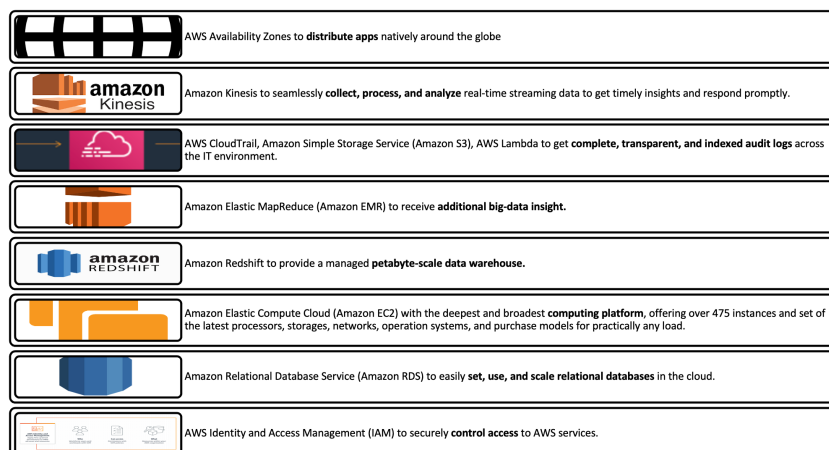 AWS Availability Zones to distribute apps natively around the globe
amazon
Kinesis
Amazon Kinesis to seamlessly collect, process, and analyze real-time streaming data to get timely insights and respond promptly.
AWS CloudTrail, Amazon Simple Storage Service (Amazon S3), AWS Lambda to get complete, transparent, and indexed audit logs across
the IT environment.
Amazon Elastic MapReduce (Amazon EMR) to receive additional big-data insight.
amazon
REDSHIFT
Amazon Redshift to provide a managed petabyte-scale data warehouse.
Amazon Elastic Compute Cloud (Amazon EC2) with the deepest and broadest computing platform, offering over 475 instances and set of
the latest processors, storages, networks, operation systems, and purchase models for practically any load.
Amazon Relational Database Service (Amazon RDS) to easily set, use, and scale relational databases in the cloud.
AWS Identity and Access Management (IAM) to securely control access to AWS services.